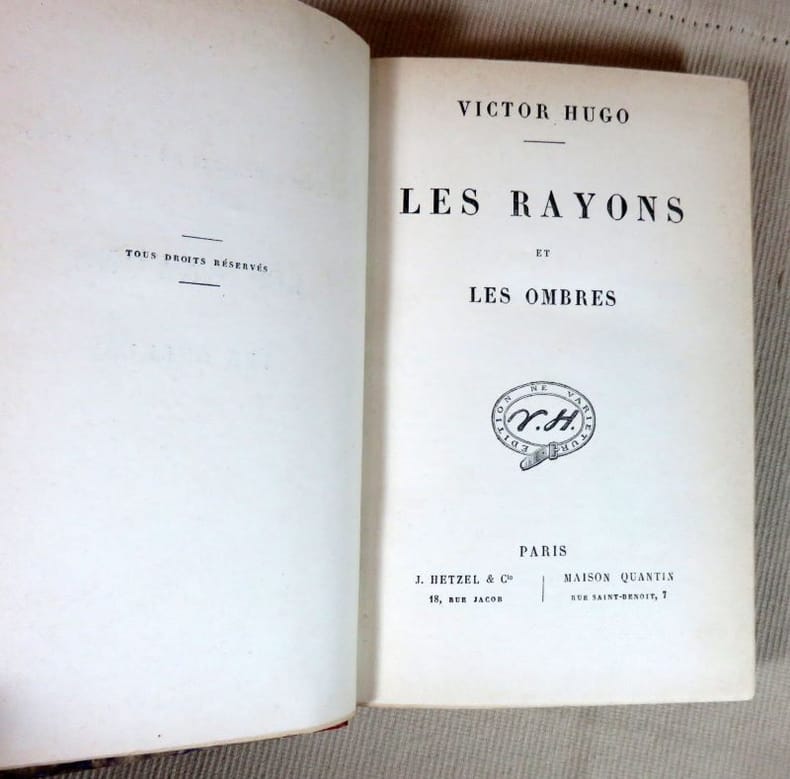 TOUS DROITS RÉSERVÉS
VICTOR HUGO
LES RAYONS
ET
LES OMBRES
EDITION NE VARIETUR
V.H.
PARIS
J. HETZEL & Cie
18, RUE JACOB
MAISON QUANTIN
RUE SAINT-BENOIT, 7